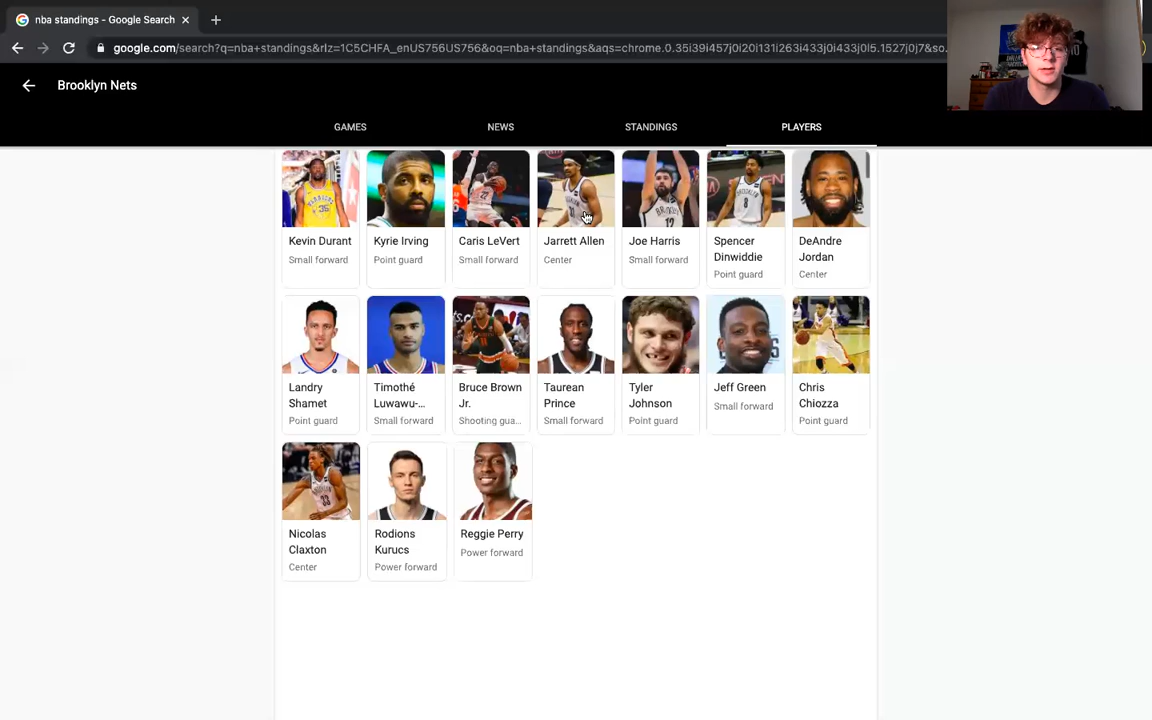 nba standings - Google Search
google.com/search?q=nba+standings&rlz=1C5CHFA_enUS756US756&oq=nba+standings&aqs=chrome.0.35i39i457j0i20i131i263i433j0i433j0l5.1527j0j7&so.
Brooklyn Nets
GAMES
NEWS
STANDINGS
PLAYERS
Kevin Durant
Small forward
Kyrie Irving
Point guard
Caris LeVert
Small forward
Jarrett Allen
Center
Joe Harris
Small forward
Spencer
Dinwiddie
Point guard
DeAndre
Jordan
Center
Landry
Shamet
Point guard
Timothé
Luwawu-...
Small forward
Bruce Brown
Jr.
Shooting gua...
Taurean
Prince
Small forward
Tyler
Johnson
Point guard
Jeff Green
Small forward
Chris
Chiozza
Point guard
Nicolas
Claxton
Center
Rodions
Kurucs
Power forward
Reggie Perry
Power forward